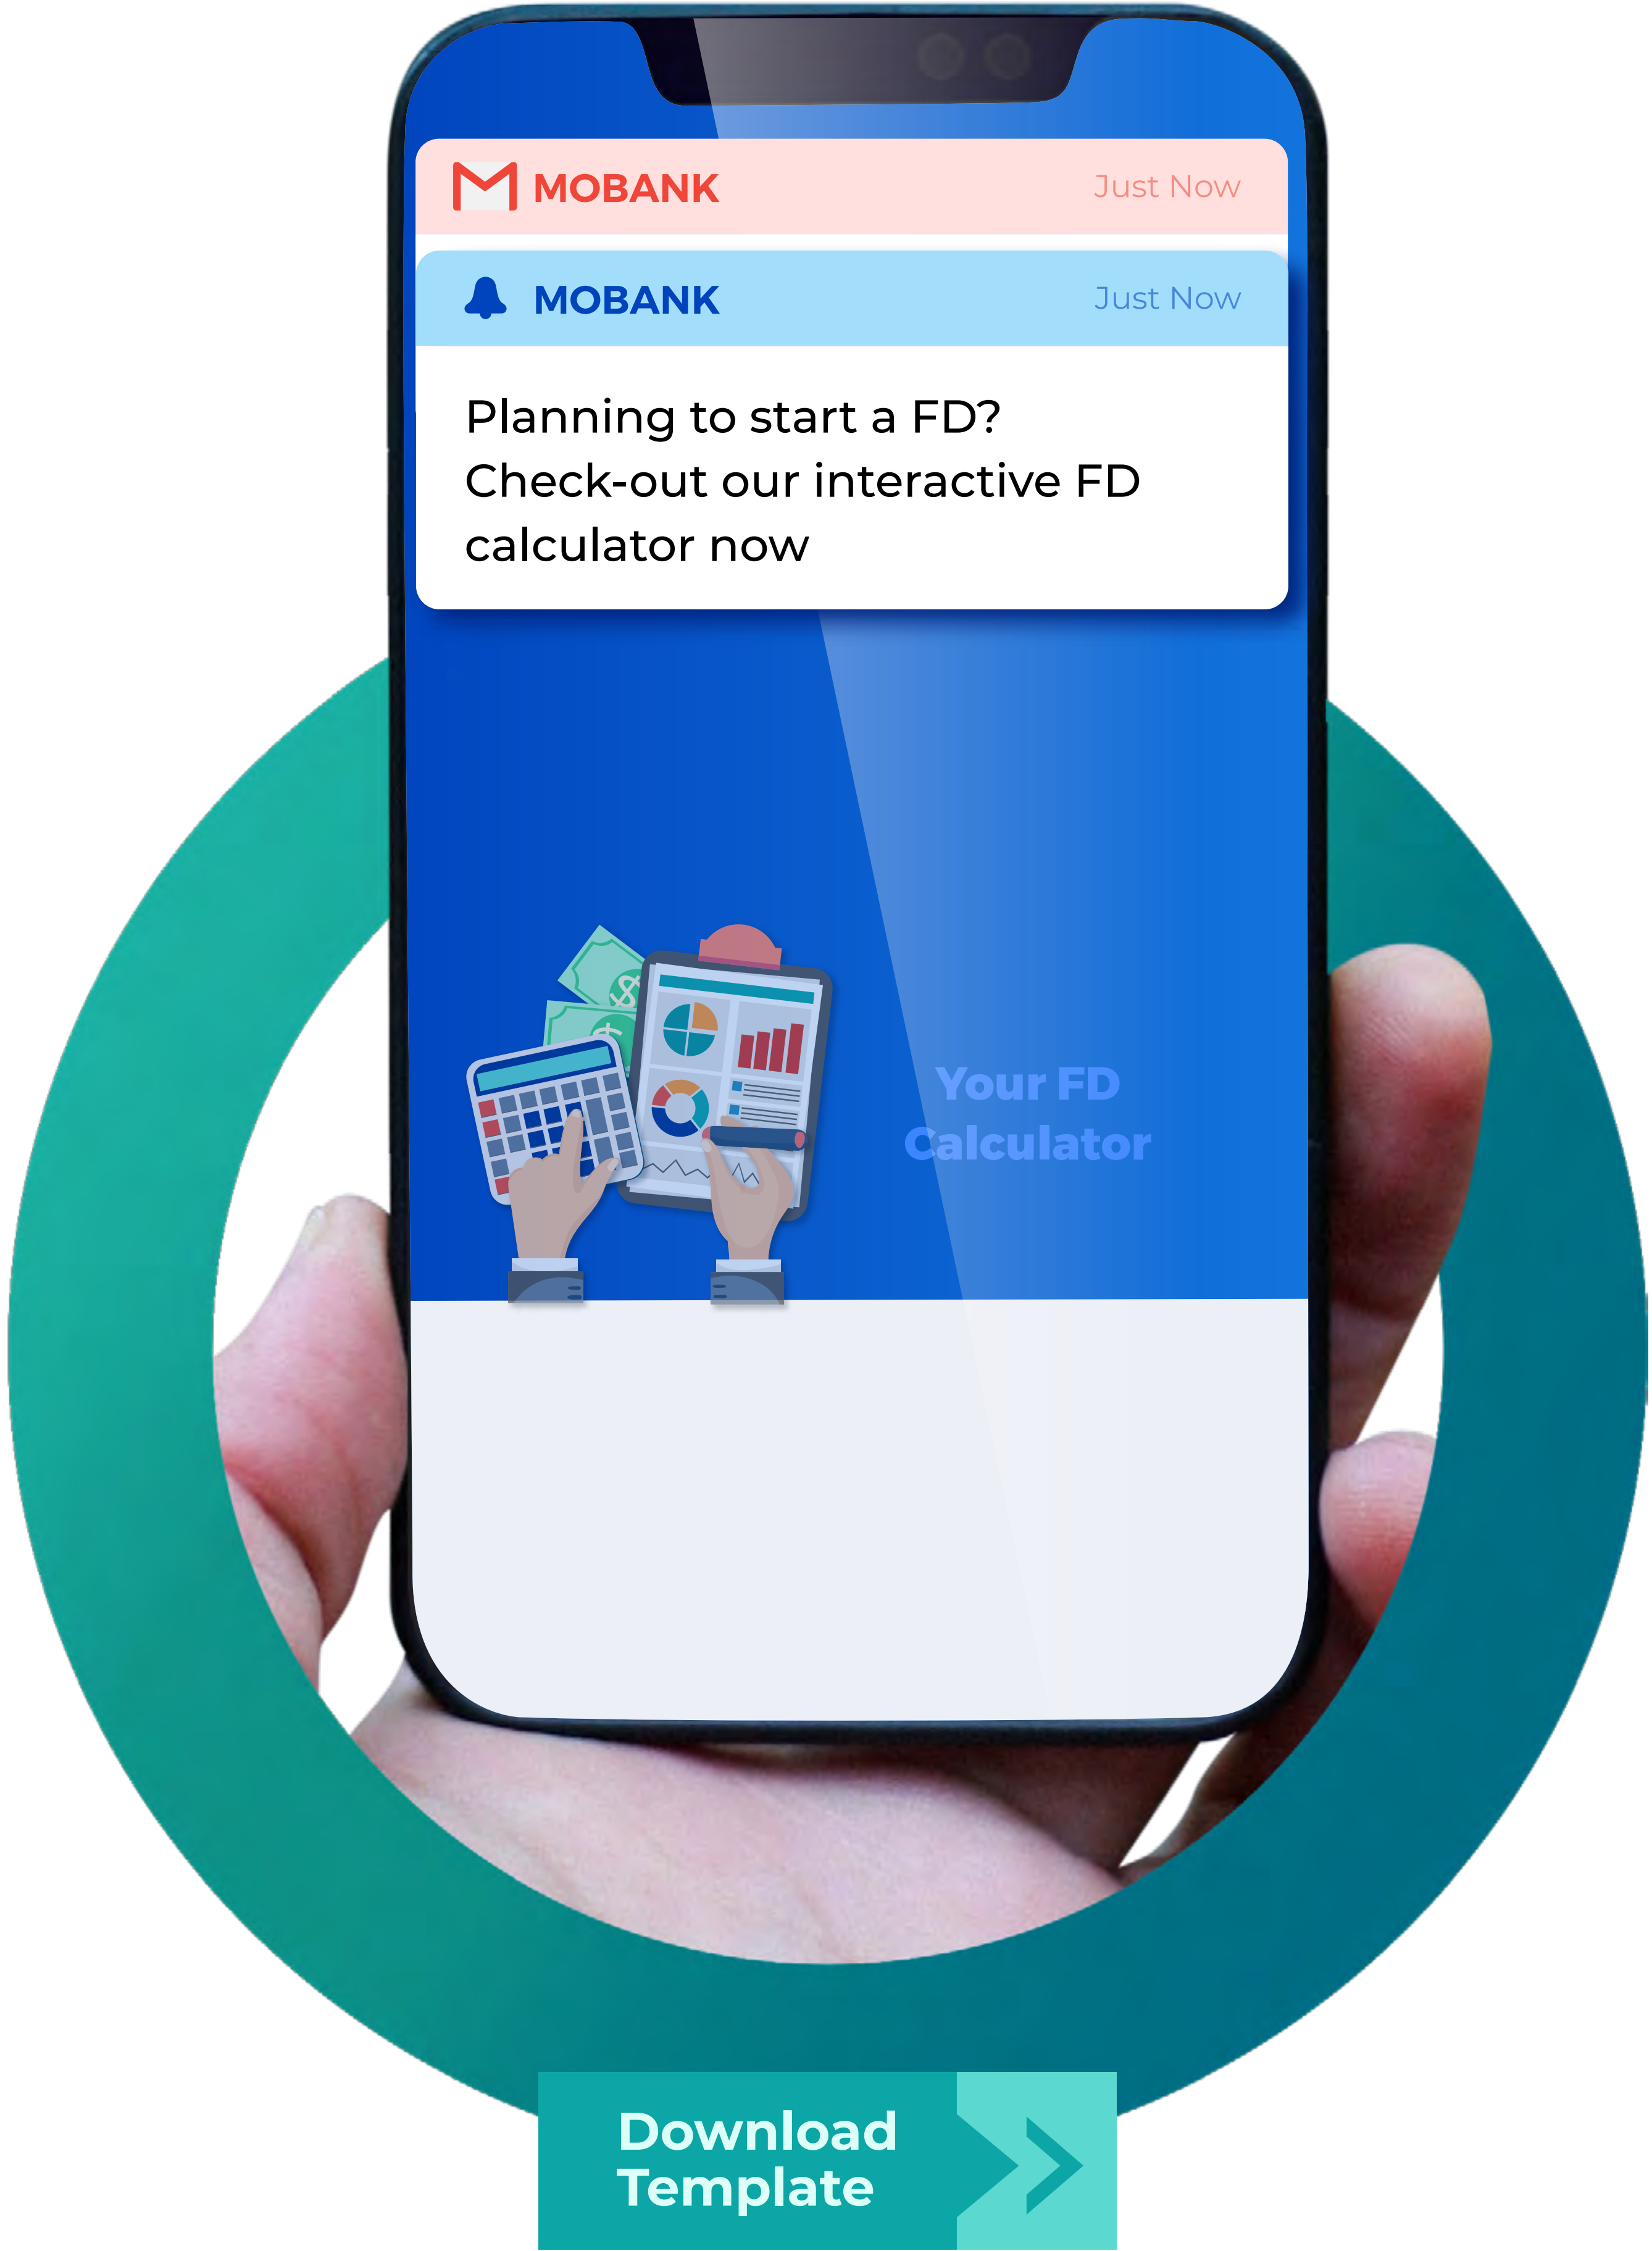 MOBANK
Just Now
MOBANK
Just Now
Planning to start a FD?
Check-out our interactive FD
calculator now
$
$
Your FD
Calculator
Download
Template